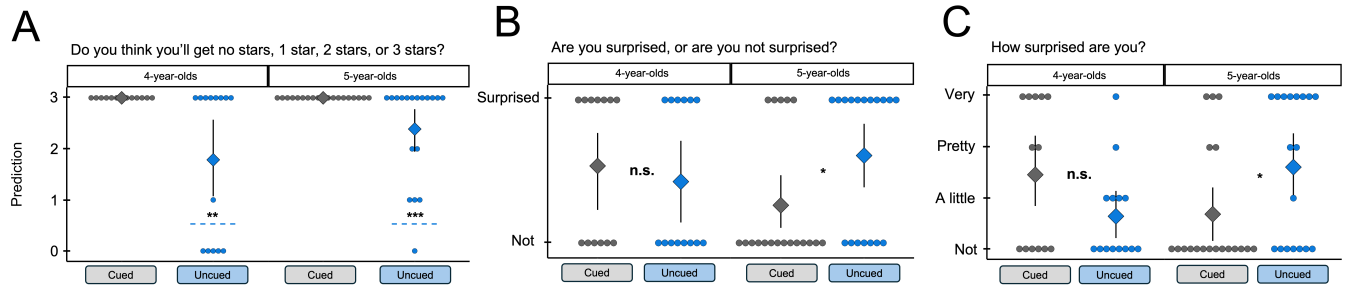 A
Do you think you'll get no stars, 1 star, 2 stars, or 3 stars?
4-year-olds 5-year-olds
Prediction
3
2
1
0
** ***
Cued Uncued Cued Uncued
B
Are you surprised, or are you not surprised?
4-year-olds 5-year-olds
Surprised
n.s. *
Not
Cued Uncued Cued Uncued
C
How surprised are you?
4-year-olds 5-year-olds
Very
Pretty
n.s. *
A little
Not
Cued Uncued Cued Uncued